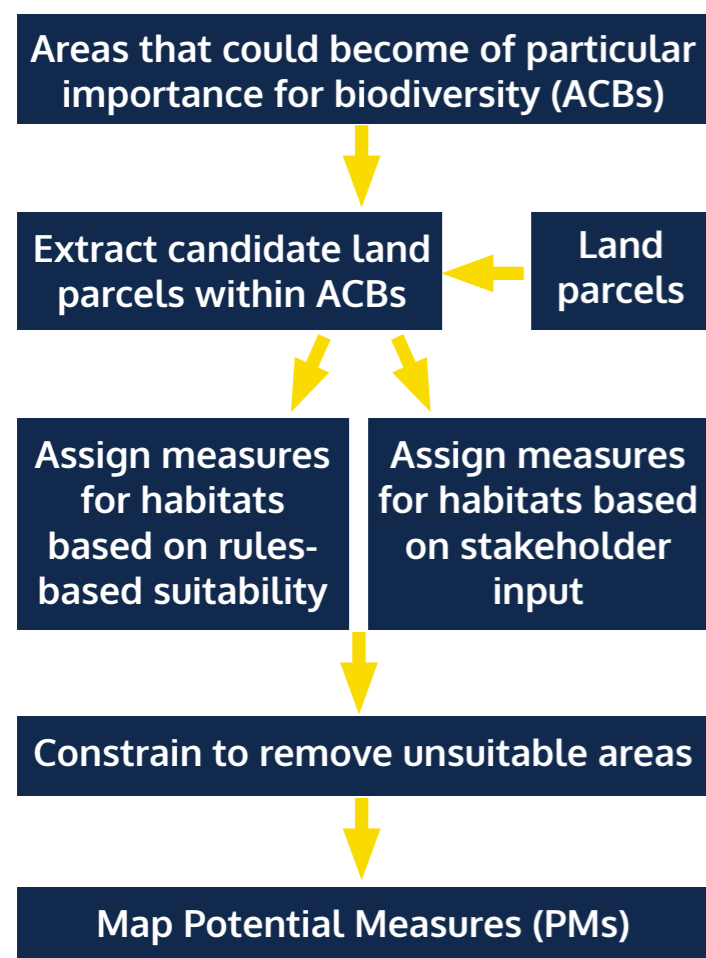 Areas that could become of particular
importance for biodiversity (ACBs)
Extract candidate land
parcels within ACBs
Land
parcels
Assign measures
for habitats
based on rules-
based suitability
Assign measures
for habitats based
on stakeholder
input
Constrain to remove unsuitable areas
Map Potential Measures (PMs)